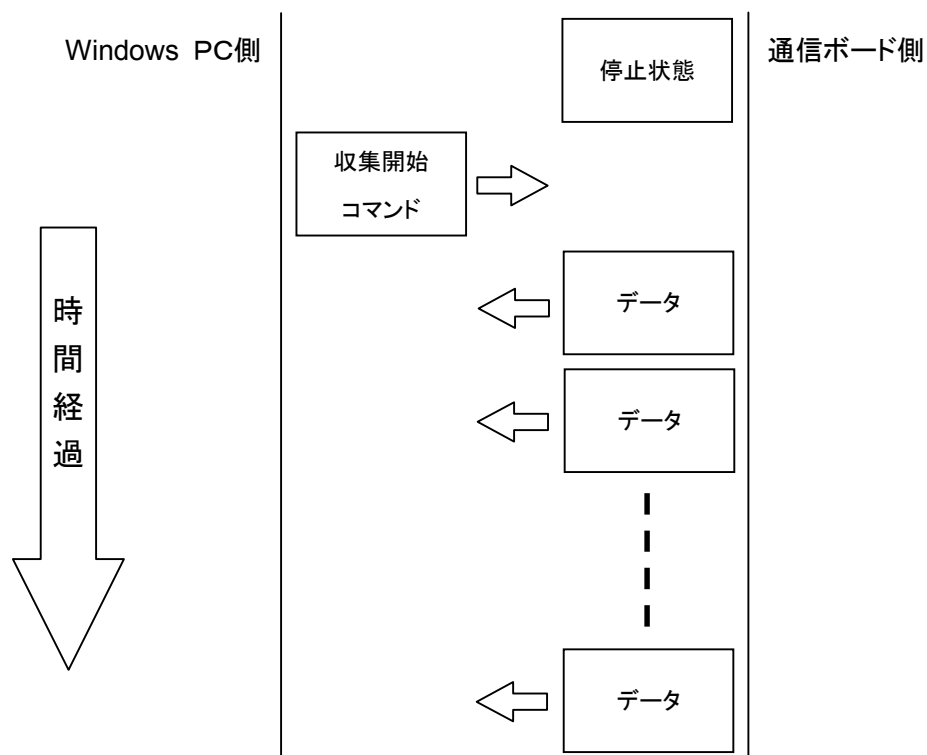 Windows PC側
停止状態
通信ボード側
収集開始
コマンド
時間経過
データ
データ
データ